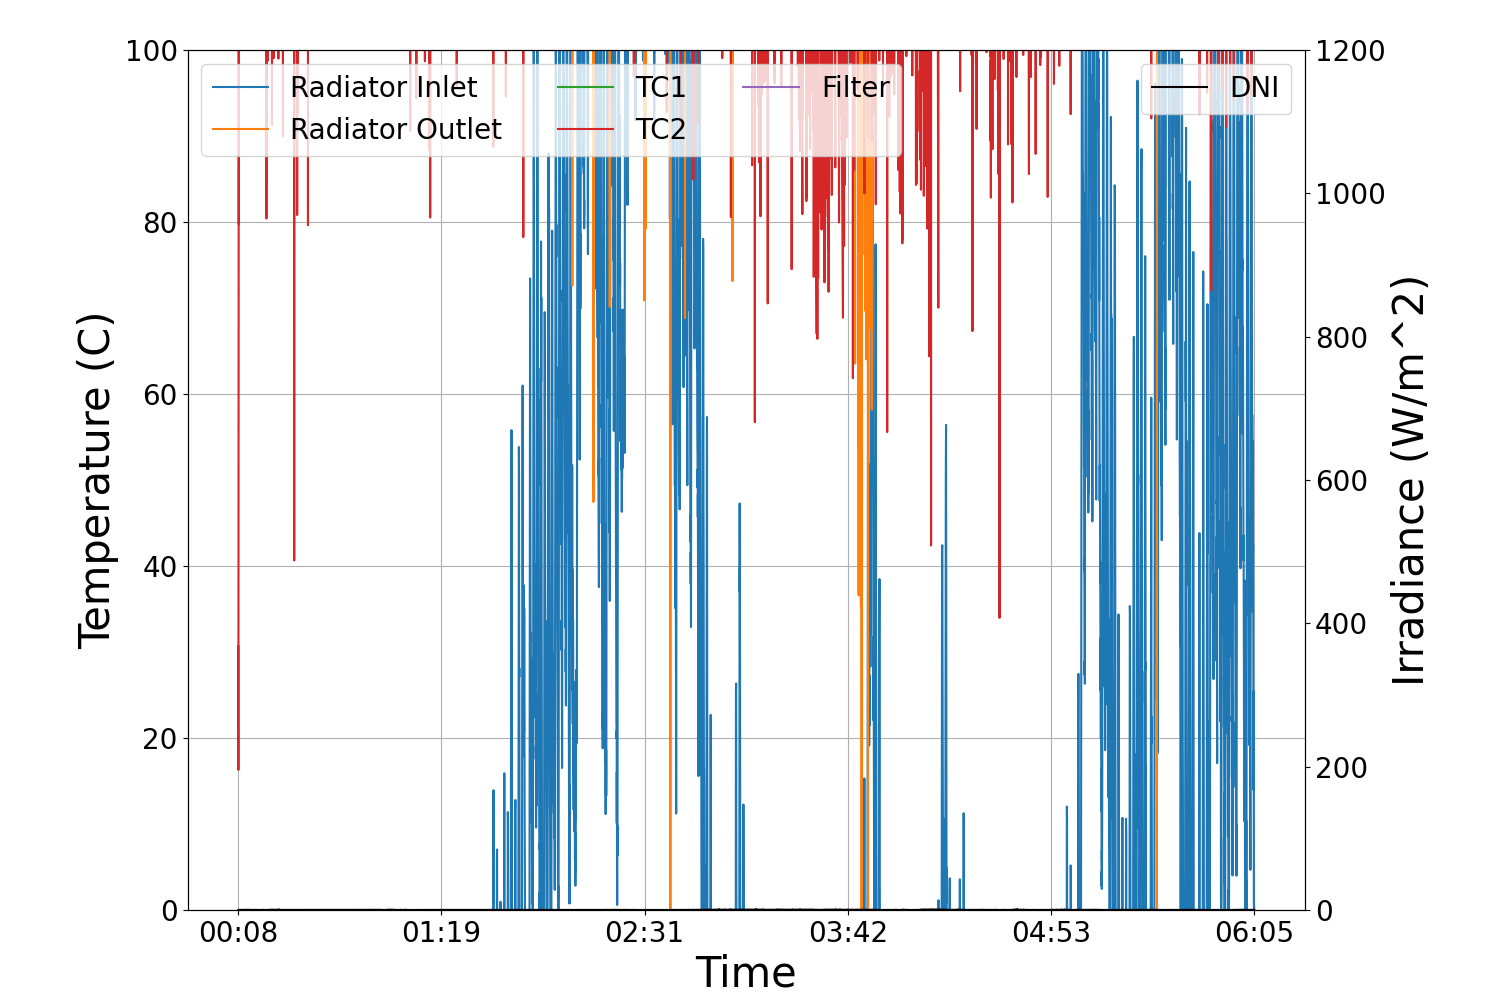 100
80
60
40
20
0
Temperature (C)
Radiator Inlet
Radiator Outlet
TC1
TC2
Filter
DNI
1200
1000
800
600
400
200
0
Irradiance (W/m^2)
00:08 01:19 02:31 03:42 04:53 06:05
Time